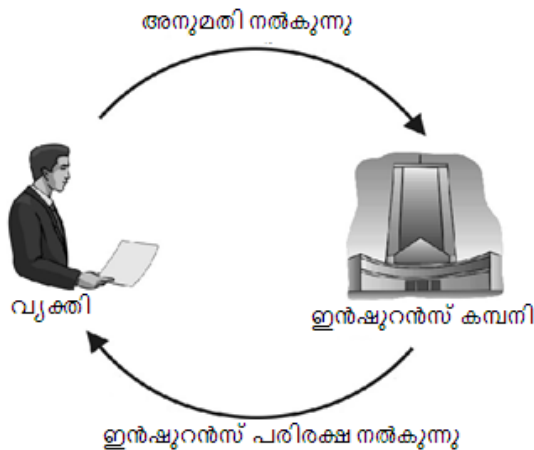 അനുമതി നൽകുന്നു
വ്യക്തി
ഇൻഷുറൻസ് കമ്പനി
ഇൻഷുറൻസ് പരിരക്ഷ നൽകുന്നു